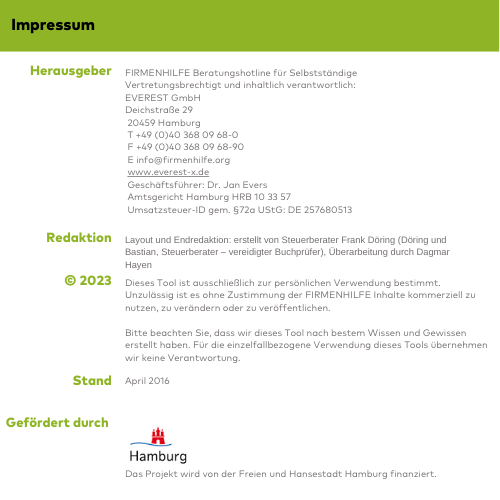 Impressum
Herausgeber
FIRMENHILFE Beratungshotline für Selbstständige
Vertretungsbrechtigt und inhaltlich verantwortlich:
EVEREST GmbH
Deichstraße 29
20459 Hamburg
T +49 (0)40 368 09 68-0
F +49 (0)40 368 09 68-90
E info@firmenhilfe.org
www.everest-x.de
Geschäftsführer: Dr. Jan Evers
Amtsgericht Hamburg HRB 10 33 57
Umsatzsteuer-ID gem. §72a UStG: DE 257680513
Redaktion
Layout und Endredaktion: erstellt von Steuerberater Frank Döring (Döring und
Bastian, Steuerberater – vereidigter Buchprüfer), Überarbeitung durch Dagmar
Hayen
© 2023
Dieses Tool ist ausschließlich zur persönlichen Verwendung bestimmt.
Unzulässig ist es ohne Zustimmung der FIRMENHILFE Inhalte kommerziell zu
nutzen, zu verändern oder zu veröffentlichen.
Bitte beachten Sie, dass wir dieses Tool nach bestem Wissen und Gewissen
erstellt haben. Für die einzelfallbezogene Verwendung dieses Tools übernehmen
wir keine Verantwortung.
Stand
April 2016
Gefördert durch
Hamburg
Das Projekt wird von der Freien und Hansestadt Hamburg finanziert.